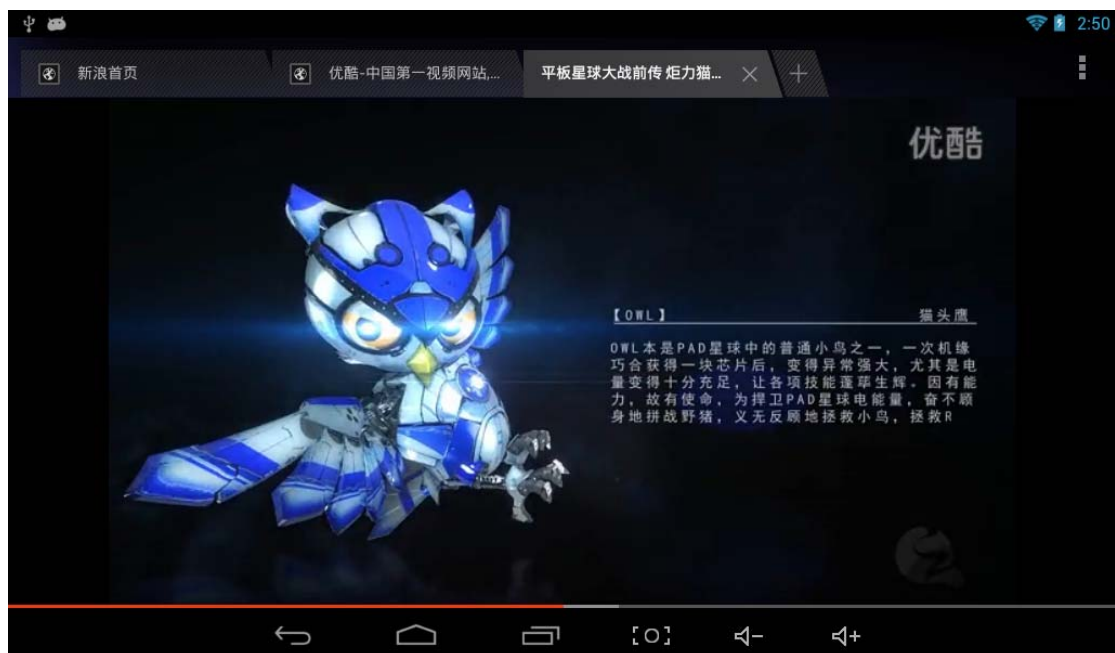 2:50
新浪首页
优酷-中国第一视频网站,...
平板星球大战前传 炬力猫...
优酷
【OWL】 猫头鹰
OWL本是PAD星球中的普通小鸟之一，一次机缘
巧合获得一块芯片后，变得异常强大，尤其是电
量变得十分充足，让各项技能蓬荜生辉。因有能
力，故有使命，为捍卫PAD星球电能量，奋不顾
身地拼战野猪，义无反顾地拯救小鸟，拯救R